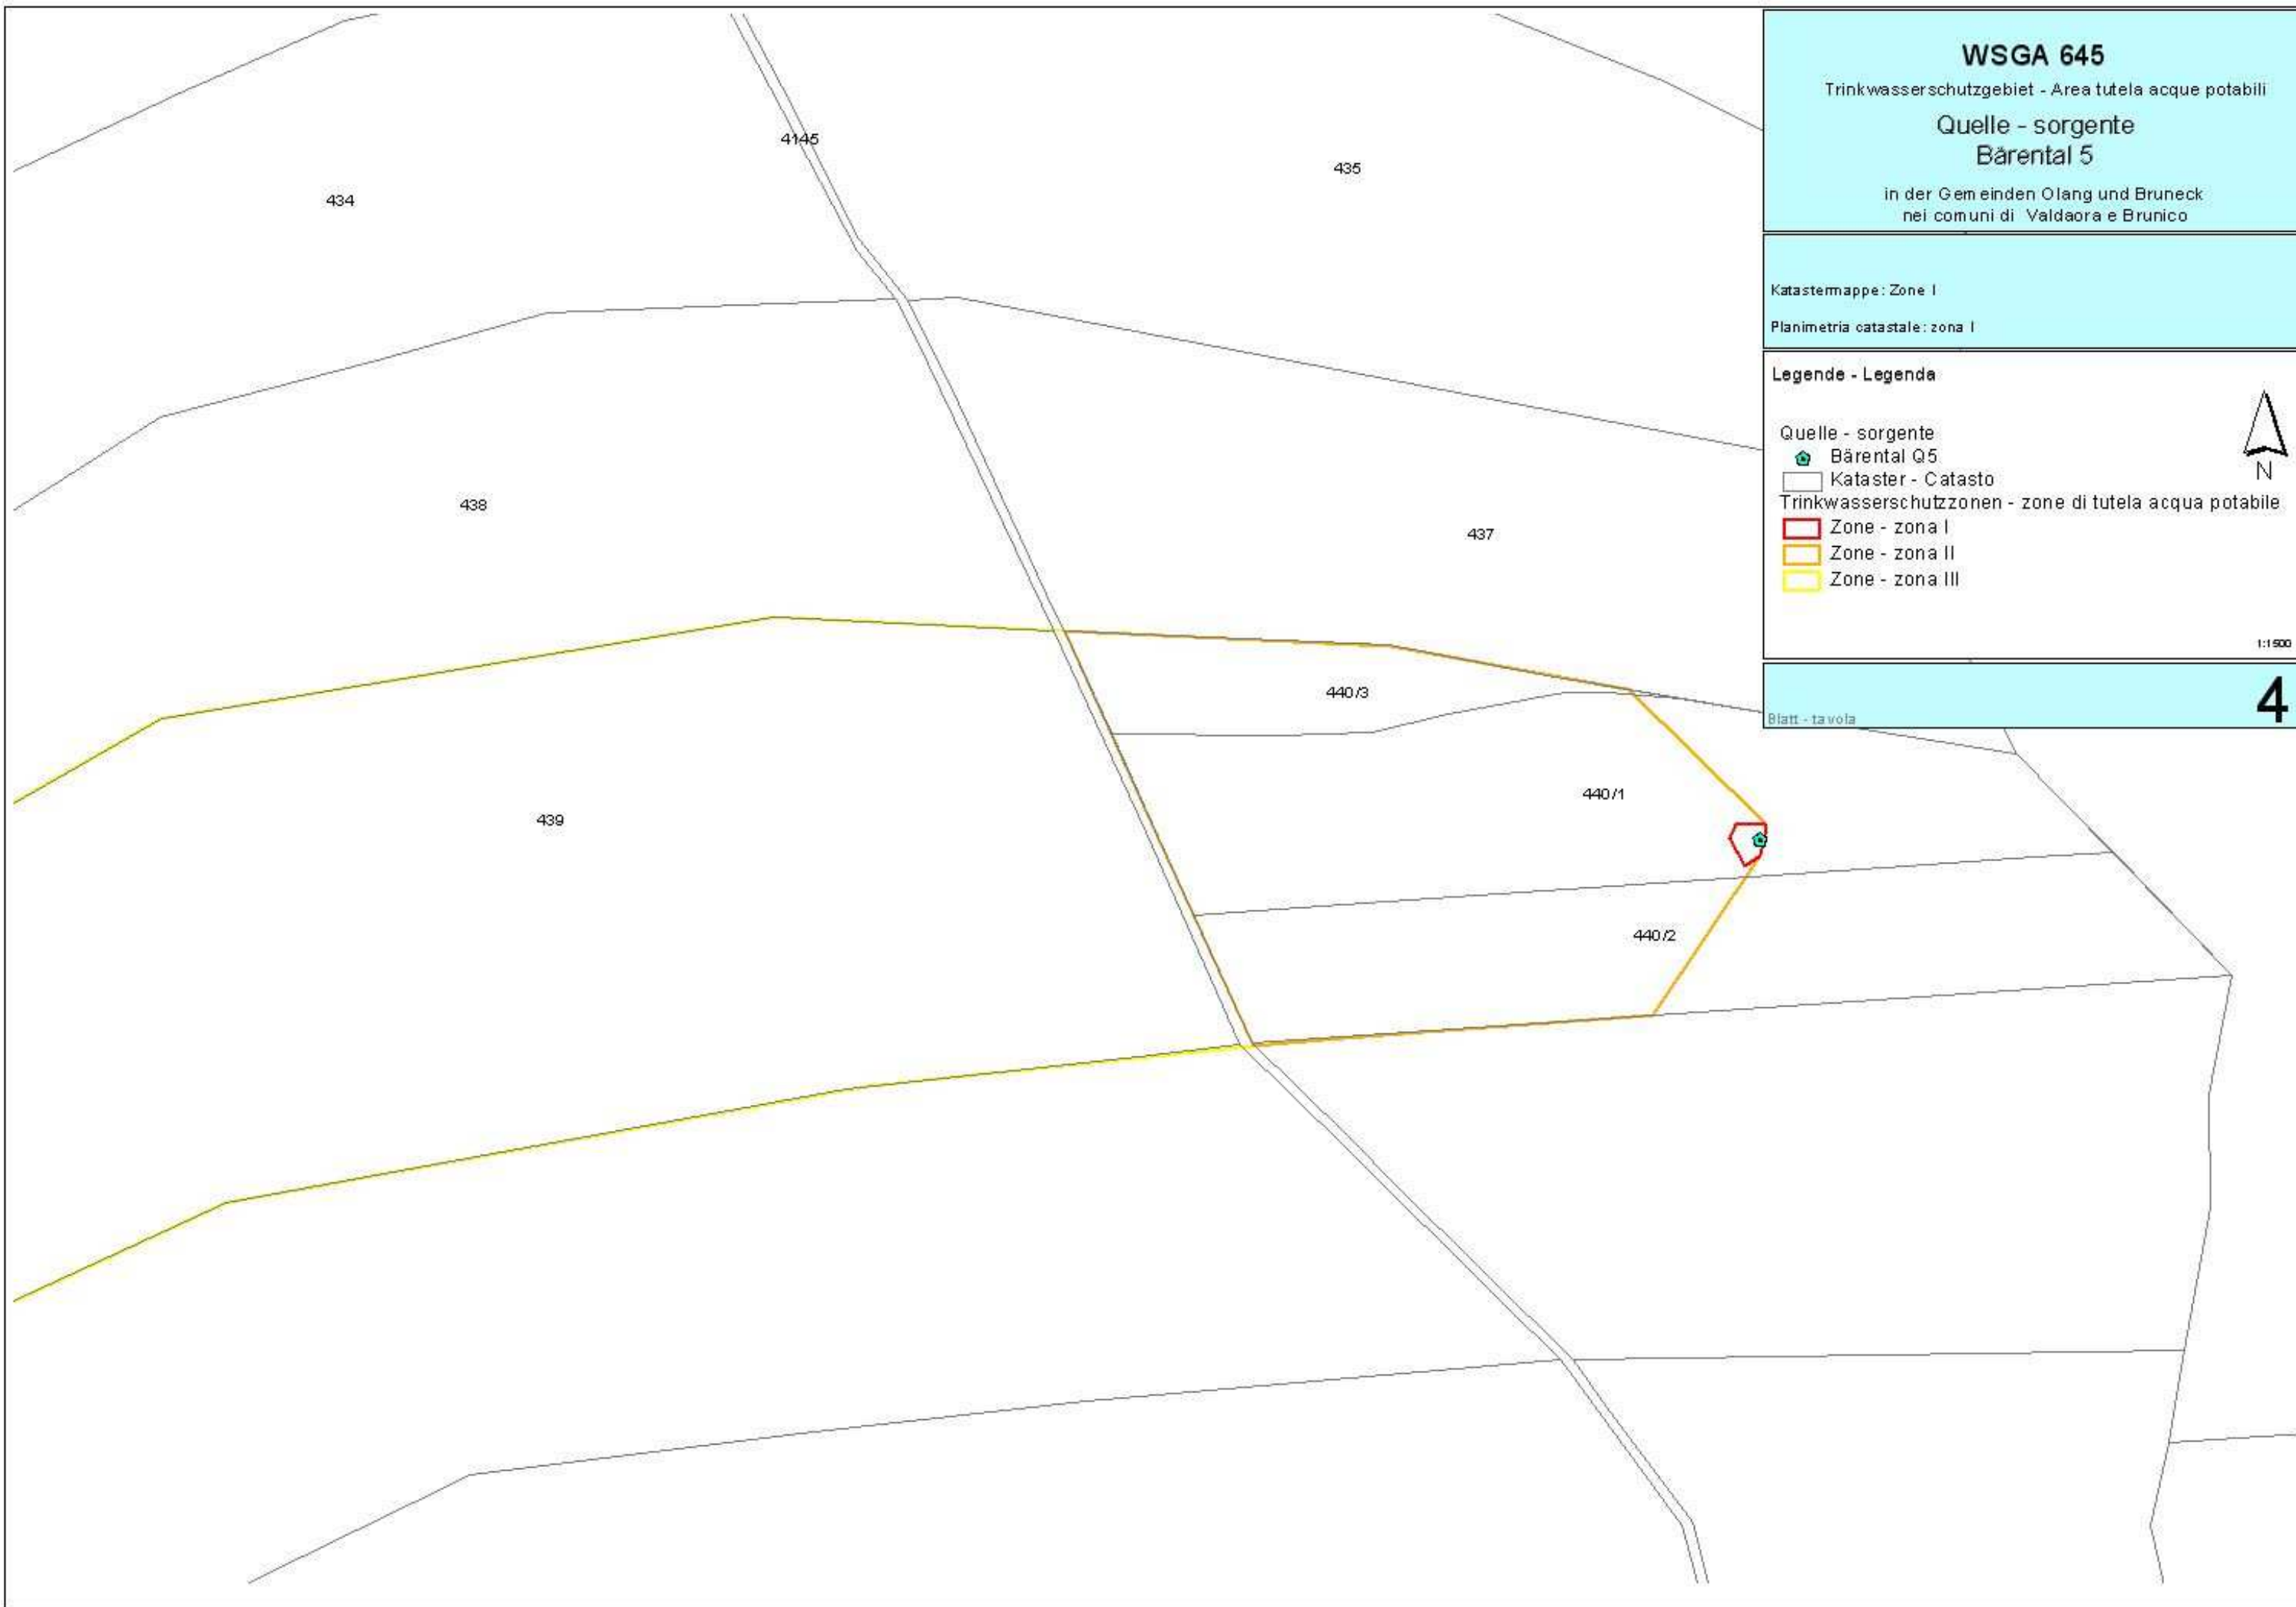 WSGA 645
Trinkwasserschutzgebiet - Area tutela acque potabili
Quelle - sorgente
Bärental 5
in der Gemeinden Olang und Bruneck
nei comuni di Valdaora e Brunico
Katastermappe: Zone I
Planimetria catastale: zona I
Legende - Legenda
Quelle - sorgente
Bärental Q5
Kataster - Catasto
Trinkwasserschutzzonen - zone di tutela acqua potabile
Zone - zona I
Zone - zona II
Zone - zona III
N
1:1500
Blatt - tavola
4
4145
435
434
438
437
440/3
440/1
439
440/2